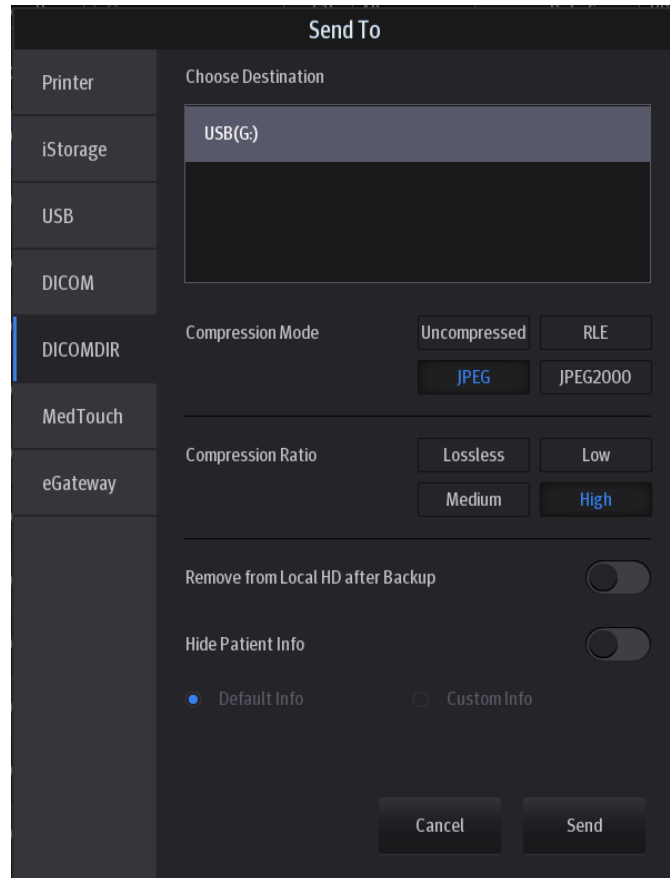 Send To
Printer
iStorage
USB
DICOM
DICOMDIR
MedTouch
eGateway
Choose Destination
USB(G:)
Compression Mode
Uncompressed
RLE
JPEG
JPEG2000
Compression Ratio
Lossless
Low
Medium
High
Remove from Local HD after Backup
Hide Patient Info
Default Info
Custom Info
Cancel
Send